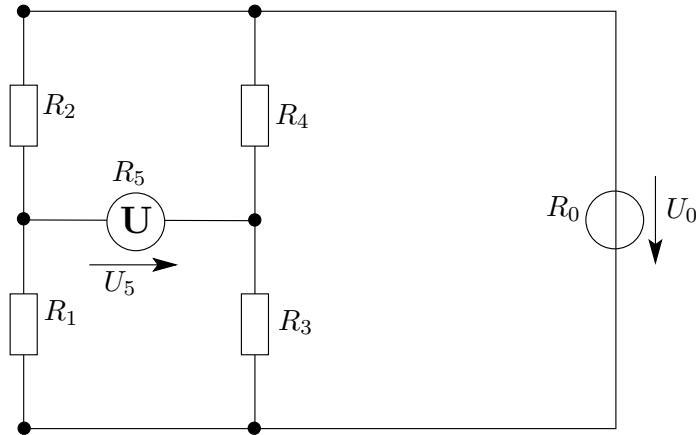 R₂
R₄
R₅
U
U₅
R₀
U₀
R₁
R₃